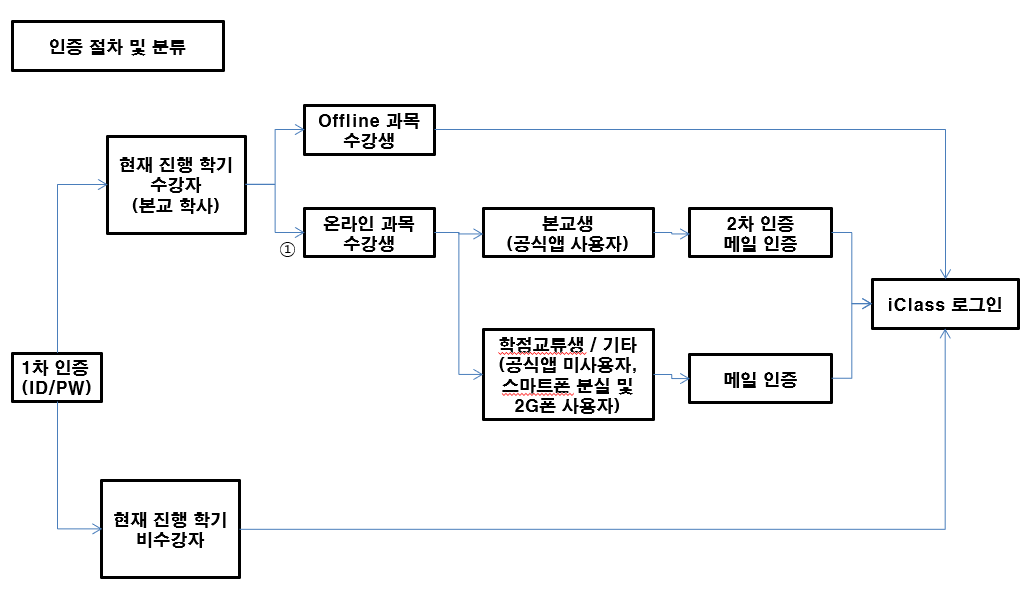 인증 절차 및 분류
Offline 과목
수강생
현재 진행 학기
수강자
(본교 학사)
온라인 과목
수강생
①
본교생
(공식앱 사용자)
2차 인증
메일 인증
iClass 로그인
학점교류생 / 기타
(공식앱 미사용자,
스마트폰 분실 및
2G폰 사용자)
메일 인증
1차 인증
(ID/PW)
현재 진행 학기
비수강자